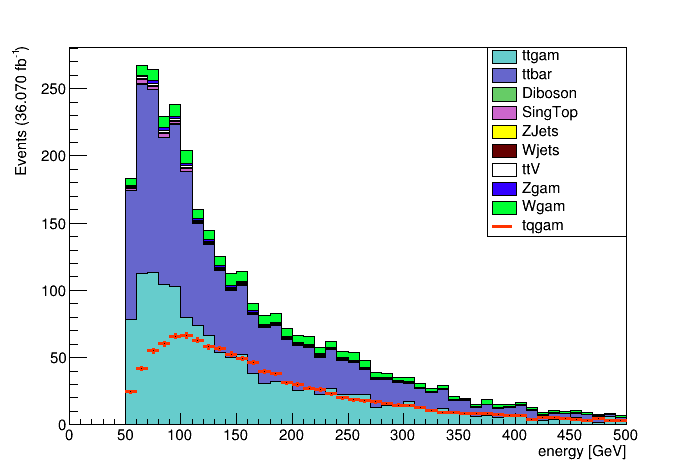 Events (36.070 fb⁻¹)
250
200
150
100
50
0
0 50 100 150 200 250 300 350 400 450 500
energy [GeV]
ttgam
ttbar
Diboson
SingTop
ZJets
Wjets
ttV
Zgam
Wgam
tqgam